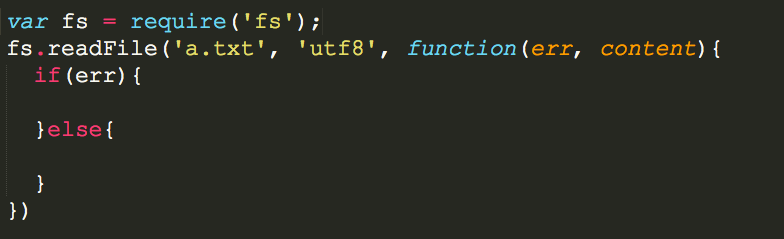 var fs = require('fs');
fs.readFile('a.txt', 'utf8', function(err, content){
  if(err){

  }else{

  }
})